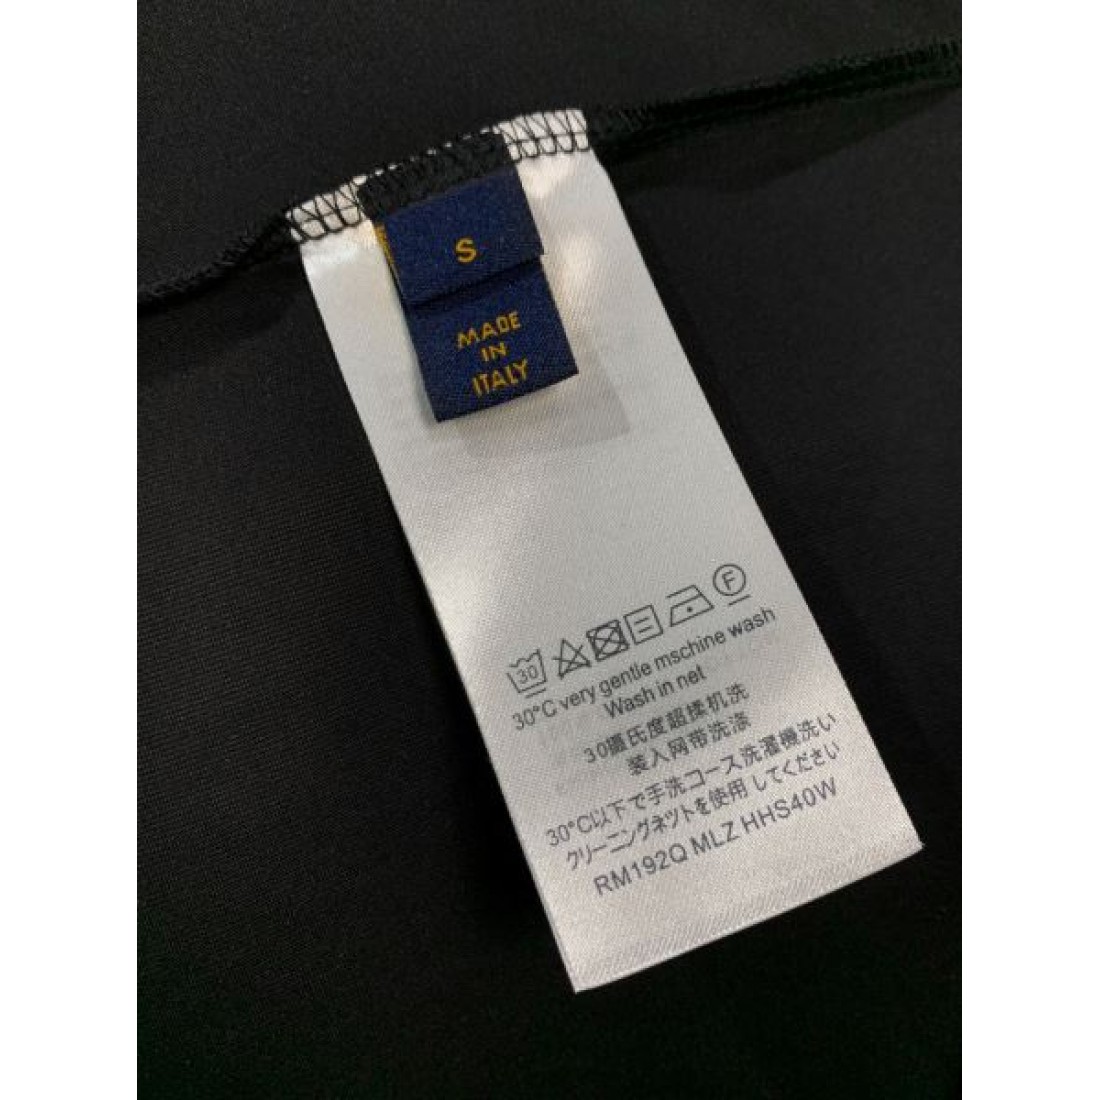 S
MADE
IN
ITALY
30
F
30°C very gentle mschine wash
Wash in net
30摄氏度超揉机洗
装入网带洗涤
30°C以下で手洗コース洗濯機洗い
クリーニングネツトを使用してください
RM192Q MLZ HHS40W